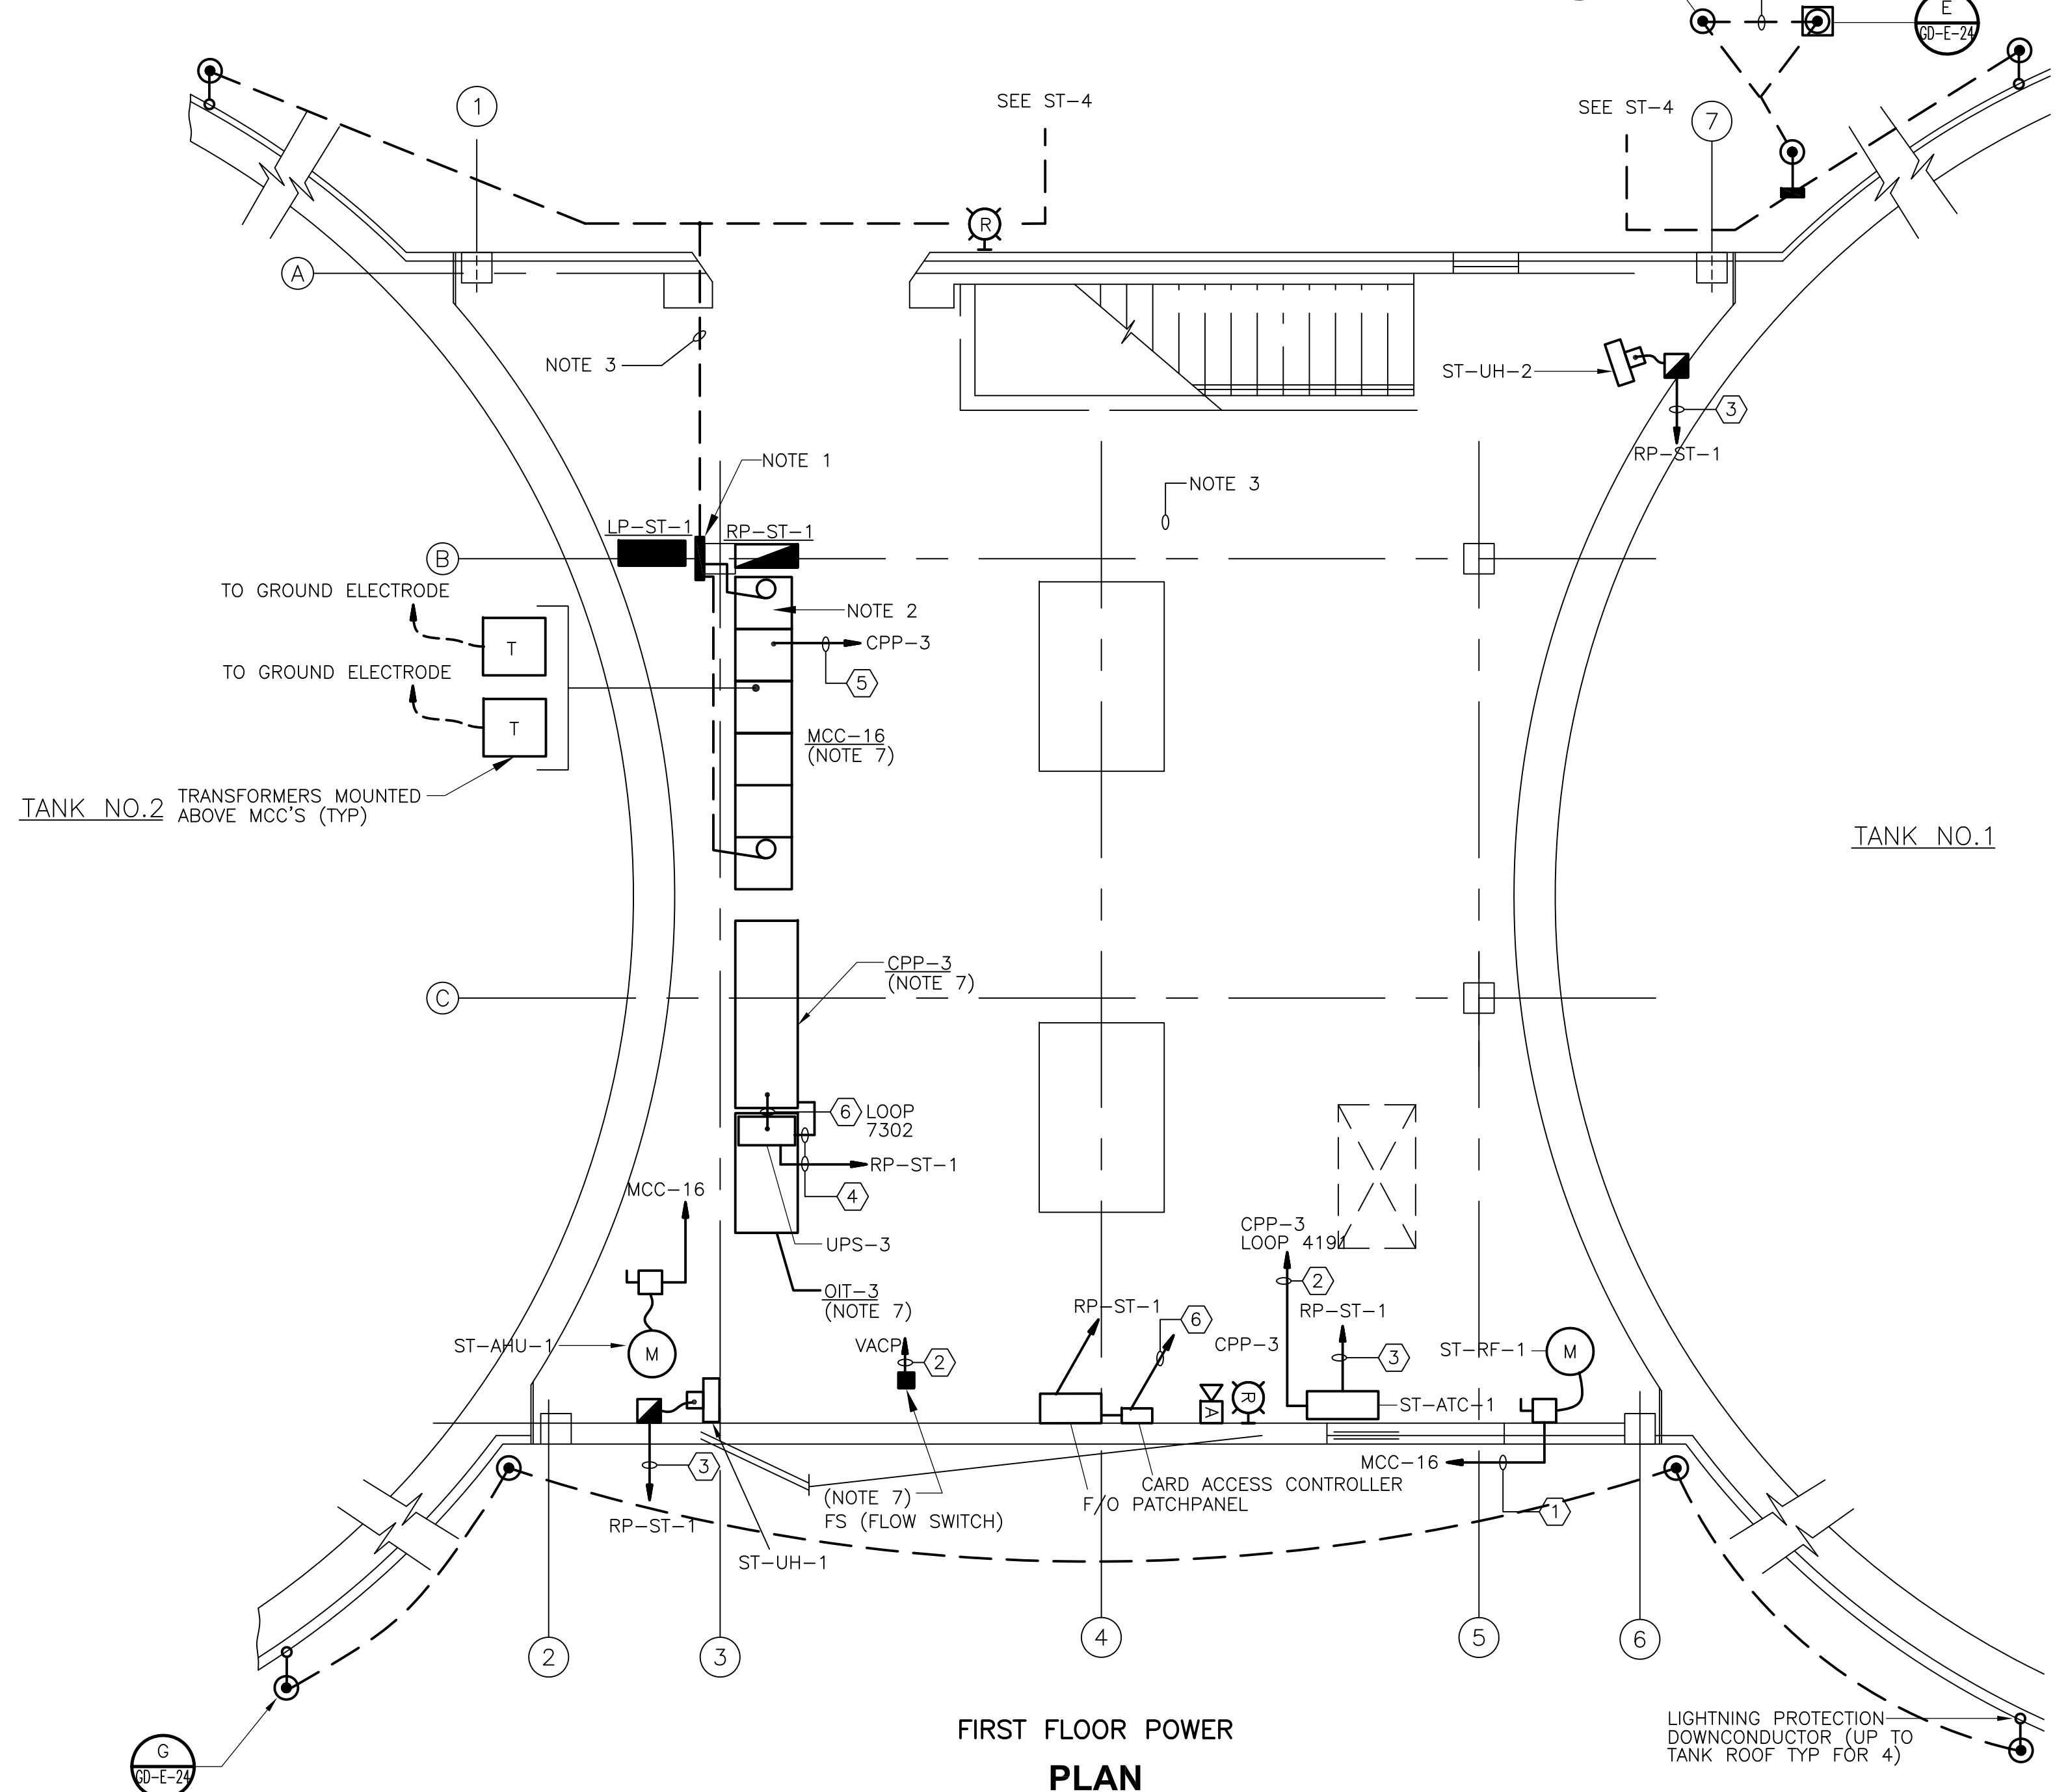 E
GD-E-24
SEE ST-4
SEE ST-4
1
7
R
A
NOTE 3
ST-UH-2
3
RP-ST-1
NOTE 1
NOTE 3
LP-ST-1
RP-ST-1
B
TO GROUND ELECTRODE
T
NOTE 2
CPP-3
5
TO GROUND ELECTRODE
T
MCC-16
(NOTE 7)
TANK NO.2
TRANSFORMERS MOUNTED
ABOVE MCC'S (TYP)
TANK NO.1
CPP-3
(NOTE 7)
C
6
LOOP
7302
RP-ST-1
4
MCC-16
UPS-3
CPP-3
LOOP 4191
2
OIT-3
(NOTE 7)
RP-ST-1
6
RP-ST-1
ST-AHU-1
M
VACP
2
CPP-3
3
ST-RF-1
M
A
R
ST-ATC-1
3
MCC-16
1
CARD ACCESS CONTROLLER
F/O PATCHPANEL
(NOTE 7)
FS (FLOW SWITCH)
RP-ST-1
ST-UH-1
2
3
4
5
6
G
GD-E-24
LIGHTNING PROTECTION
DOWNCONDUCTOR (UP TO
TANK ROOF TYP FOR 4)
FIRST FLOOR POWER
PLAN